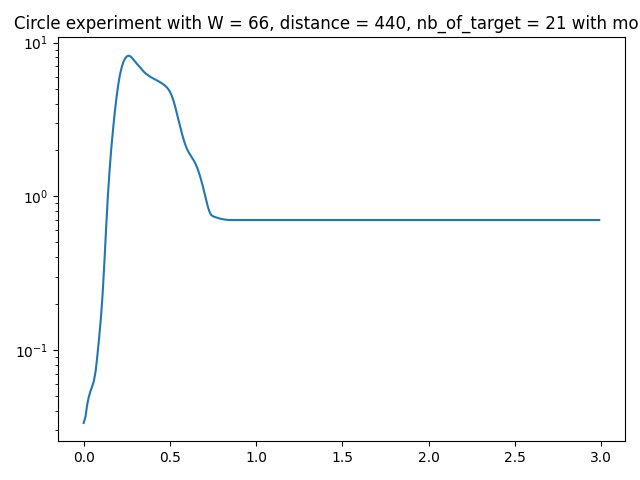 Circle experiment with W = 66, distance = 440, nb_of_target = 21 with mo
10¹
10⁰
10⁻¹
0.0 0.5 1.0 1.5 2.0 2.5 3.0